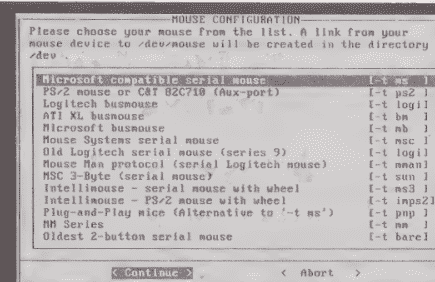 MOUSE CONFIGURATION
Please choose your mouse from the list. A link from your
mouse device to /dev/mouse will be created in the directory
/dev .
Microsoft compatible serial mouse [-t ms ]
PS/2 mouse or C&T 82C710 (Aux-port) [-t ps2 ]
Logitech busmouse [-t logi]
ATI XL busmouse [-t bm ]
Microsoft busmouse [-t mb ]
Mouse Systems serial mouse [-t msc ]
Old Logitech serial mouse (series 9) [-t logi]
Mouse Man protocol (serial Logitech mouse) [-t mman]
MSC 3-Byte (serial mouse) [-t sun ]
Intellimouse - serial mouse with wheel [-t ms3 ]
Intellimouse - PS/2 mouse with wheel [-t imps2]
Plug-and-Play mice (Alternative to '-t ms') [-t pnp ]
MM Series [-t mm ]
Oldest 2-button serial mouse [-t bare]
< Continue > < Abort >